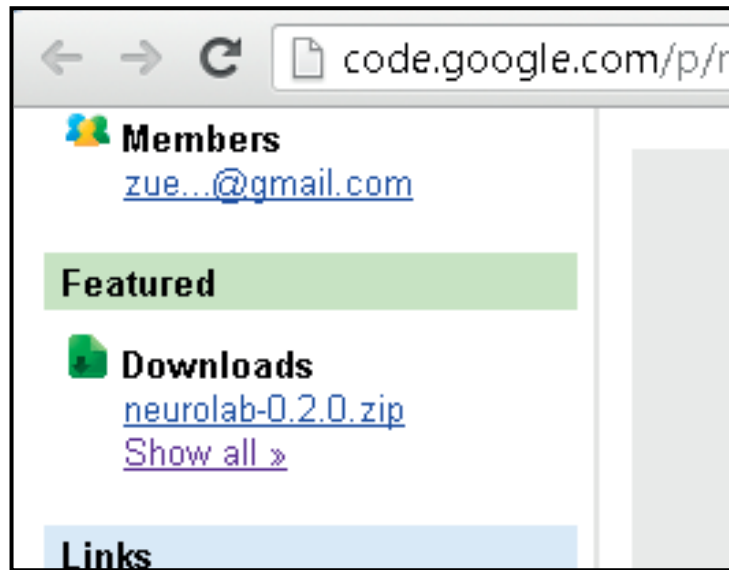 code.google.com/p/
Members
zue...@gmail.com
Featured
Downloads
neurolab-0.2.0.zip
Show all »
Links